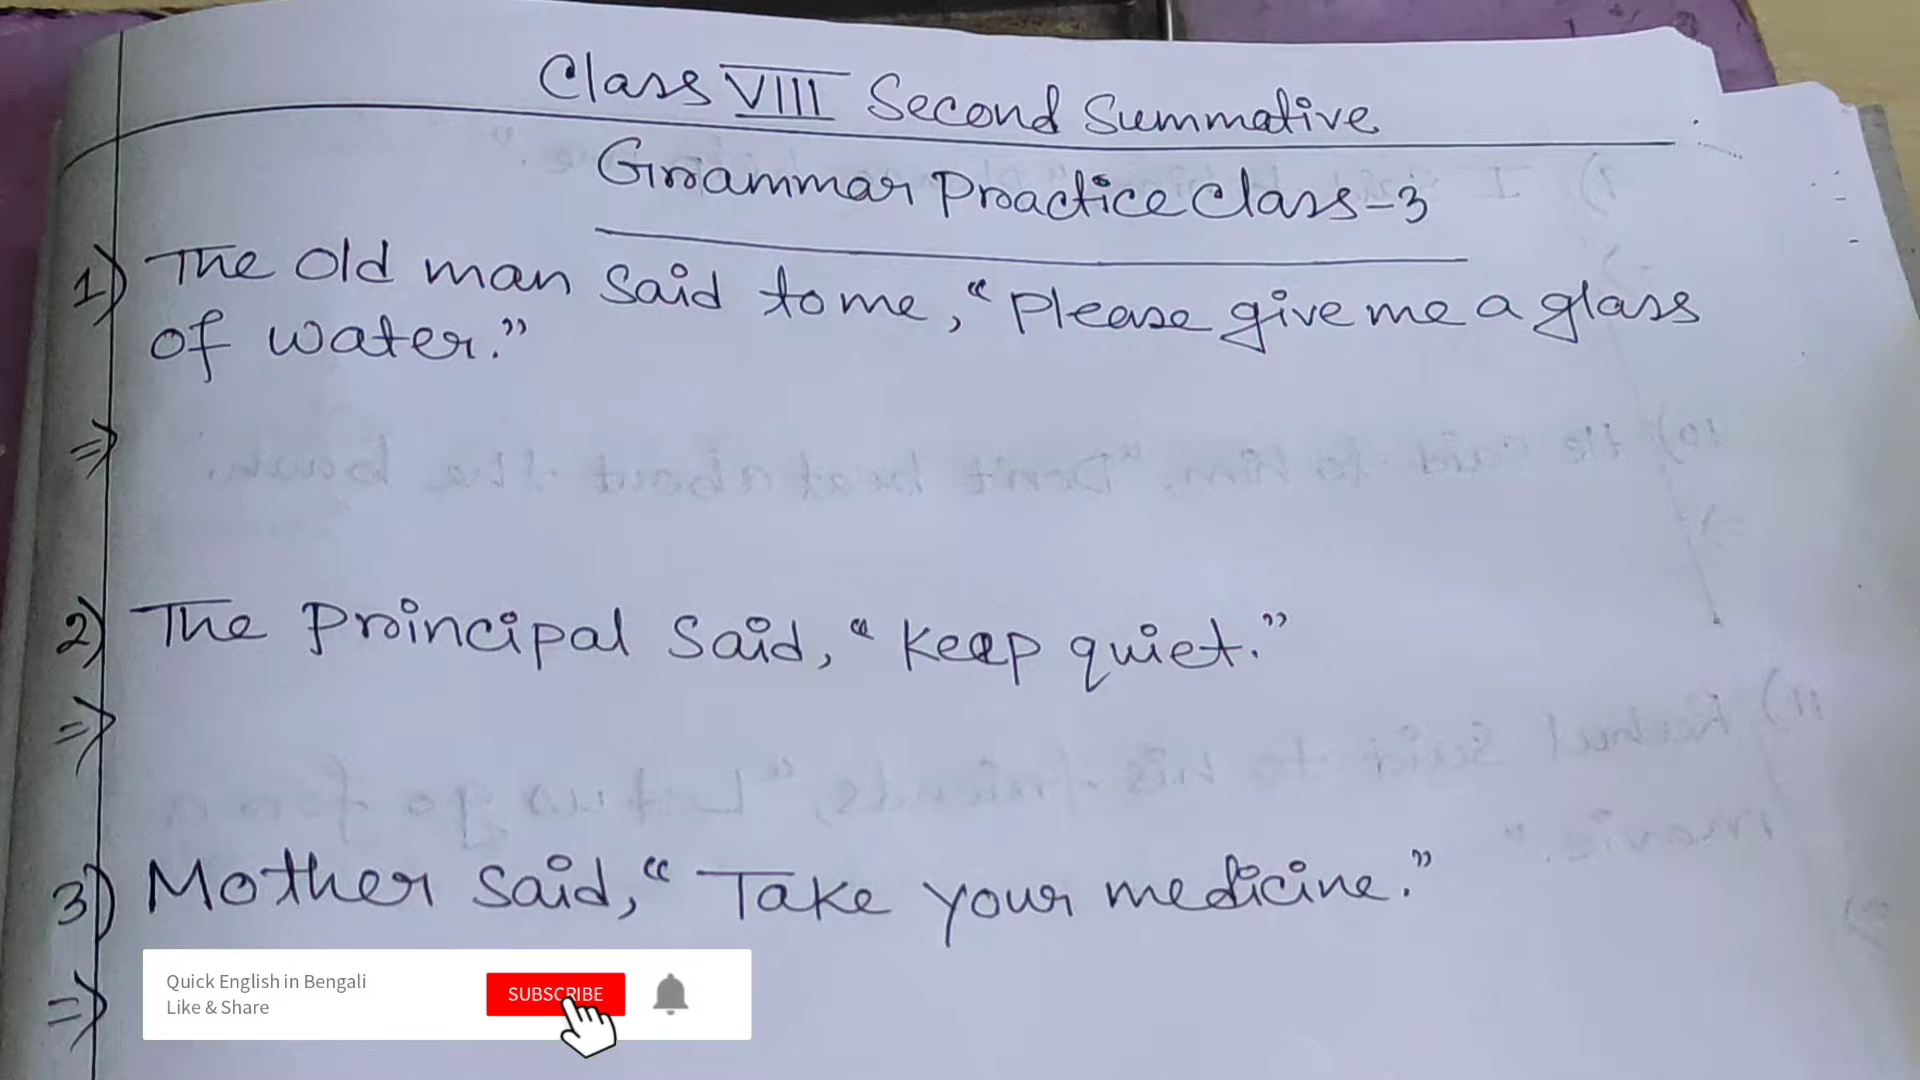 Class VIII Second Summative
Grammar Practice Class-3
1) The old man said to me, "Please give me a glass
of water."
=>
2) The Principal said, "Keep quiet."
=>
3) Mother said, "Take your medicine."
=>
Quick English in Bengali
Like & Share
SUBSCRIBE